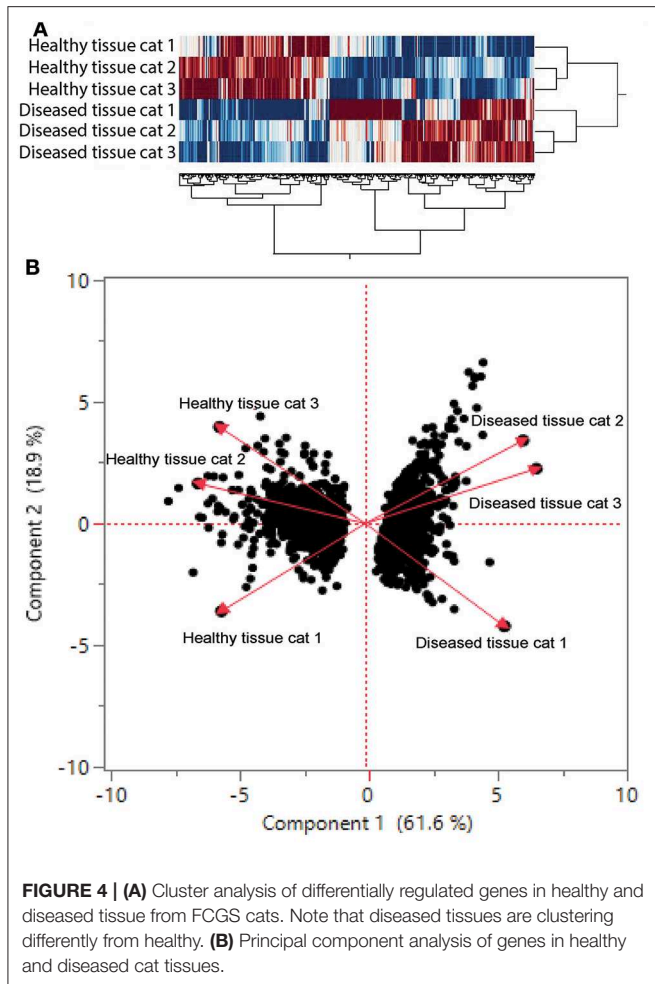 A
Healthy tissue cat 1
Healthy tissue cat 2
Healthy tissue cat 3
Diseased tissue cat 1
Diseased tissue cat 2
Diseased tissue cat 3
B
10
5
0
-5
-10
Component 2 (18.9 %)
Healthy tissue cat 3
Healthy tissue cat 2
Healthy tissue cat 1
Diseased tissue cat 2
Diseased tissue cat 3
Diseased tissue cat 1
-10 -5 0 5 10
Component 1 (61.6 %)
FIGURE 4 | (A) Cluster analysis of differentially regulated genes in healthy and
diseased tissue from FCGS cats. Note that diseased tissues are clustering
differently from healthy. (B) Principal component analysis of genes in healthy
and diseased cat tissues.